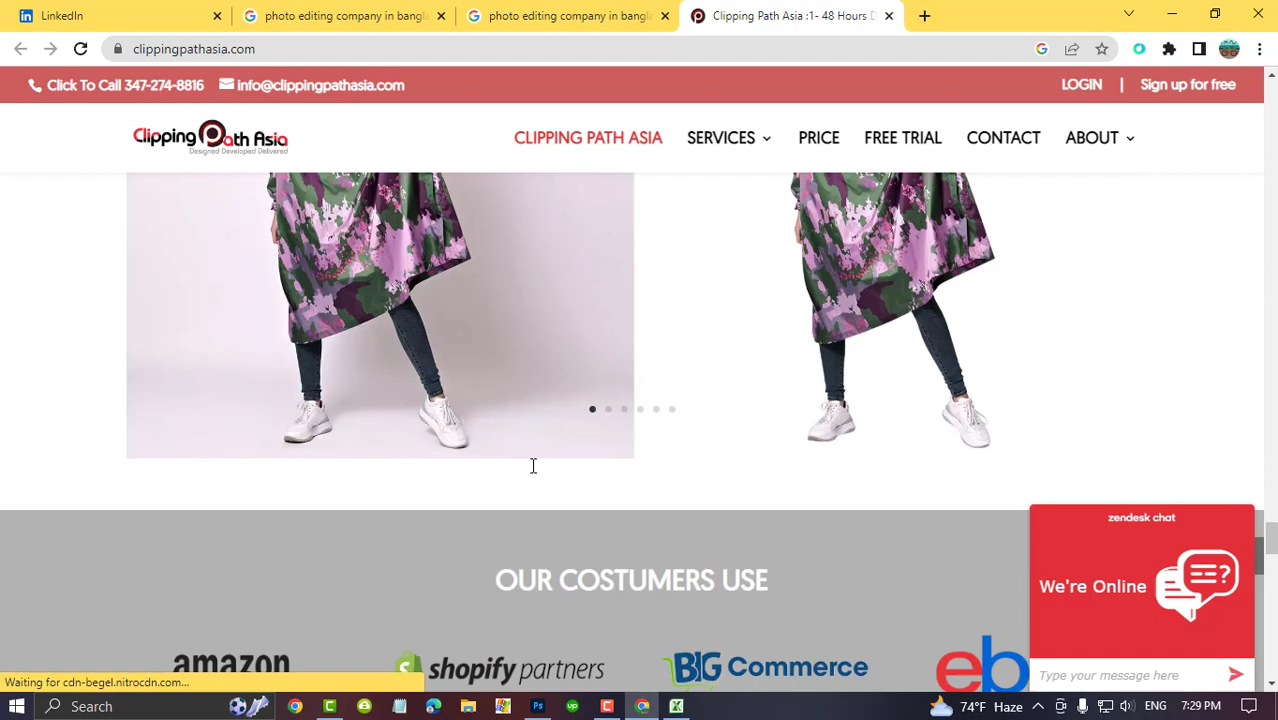 LinkedIn
photo editing company in bangla
photo editing company in bangla
Clipping Path Asia :1- 48 Hours D
clippingpathasia.com
Click To Call 347-274-8816
info@clippingpathasia.com
LOGIN | Sign up for free
Clipping Path Asia
Designed Developed Delivered
CLIPPING PATH ASIA
SERVICES
PRICE
FREE TRIAL
CONTACT
ABOUT
OUR COSTUMERS USE
amazon
shopify partners
BIG Commerce
eb
zendesk chat
We're Online
Type your message here
Waiting for cdn-begel.nitrocdn.com...
Search
74°F Haze
7:29 PM